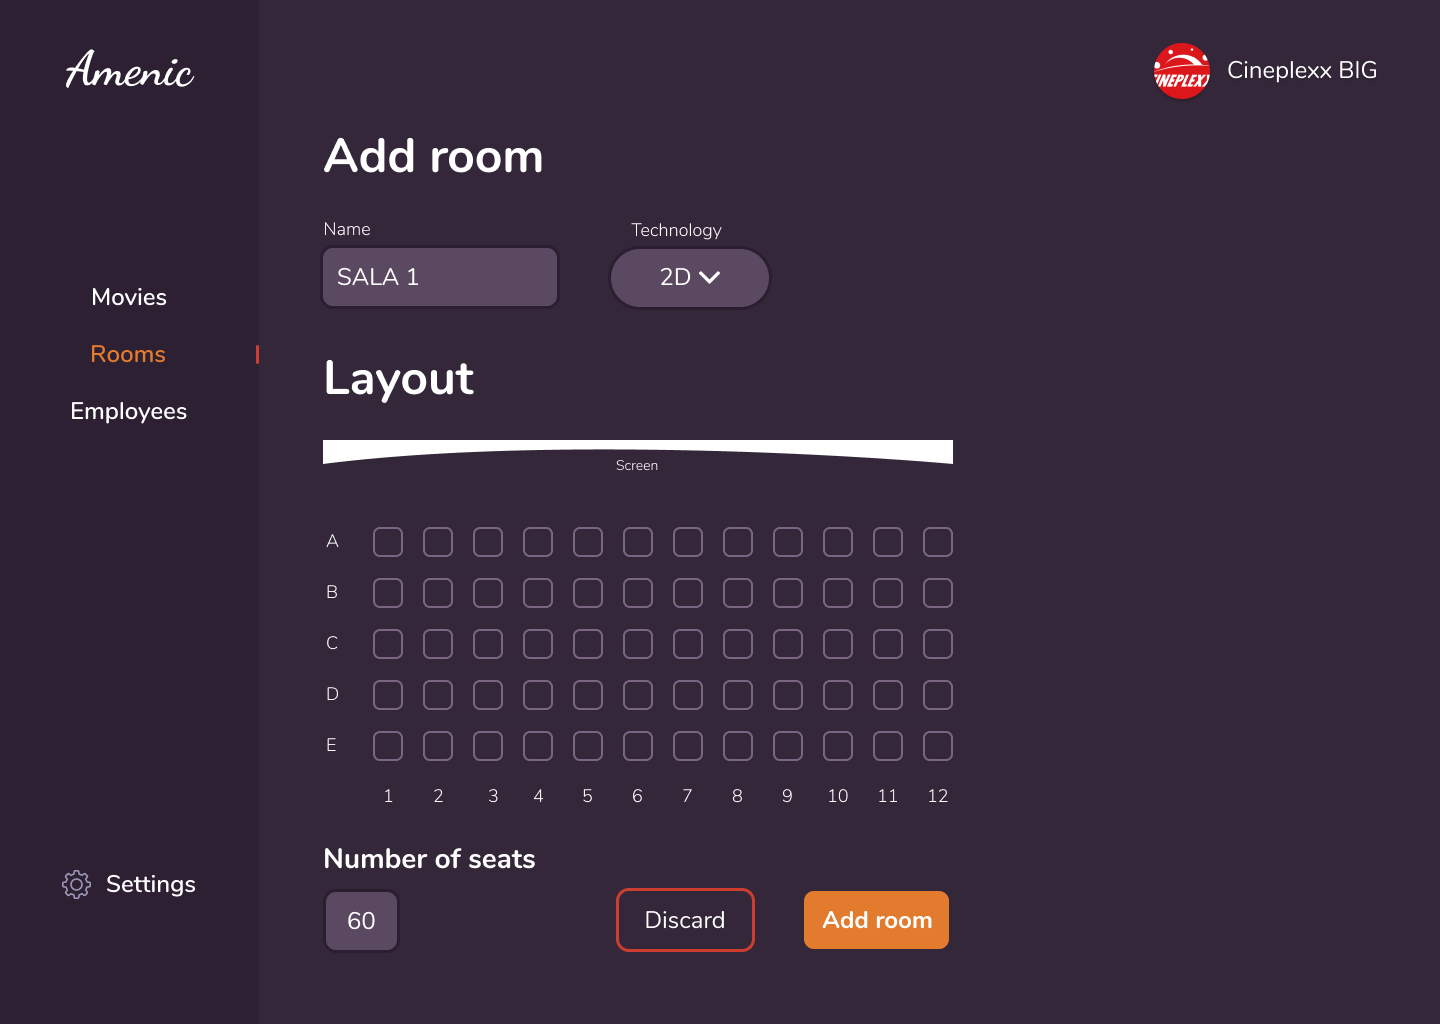 Amenic
CINEPLEXX
Cineplexx BIG
Movies
Rooms
Employees
Settings
Add room
Name
Technology
SALA 1
2D
Layout
Screen
A
B
C
D
E
1 2 3 4 5 6 7 8 9 10 11 12
Number of seats
60
Discard
Add room